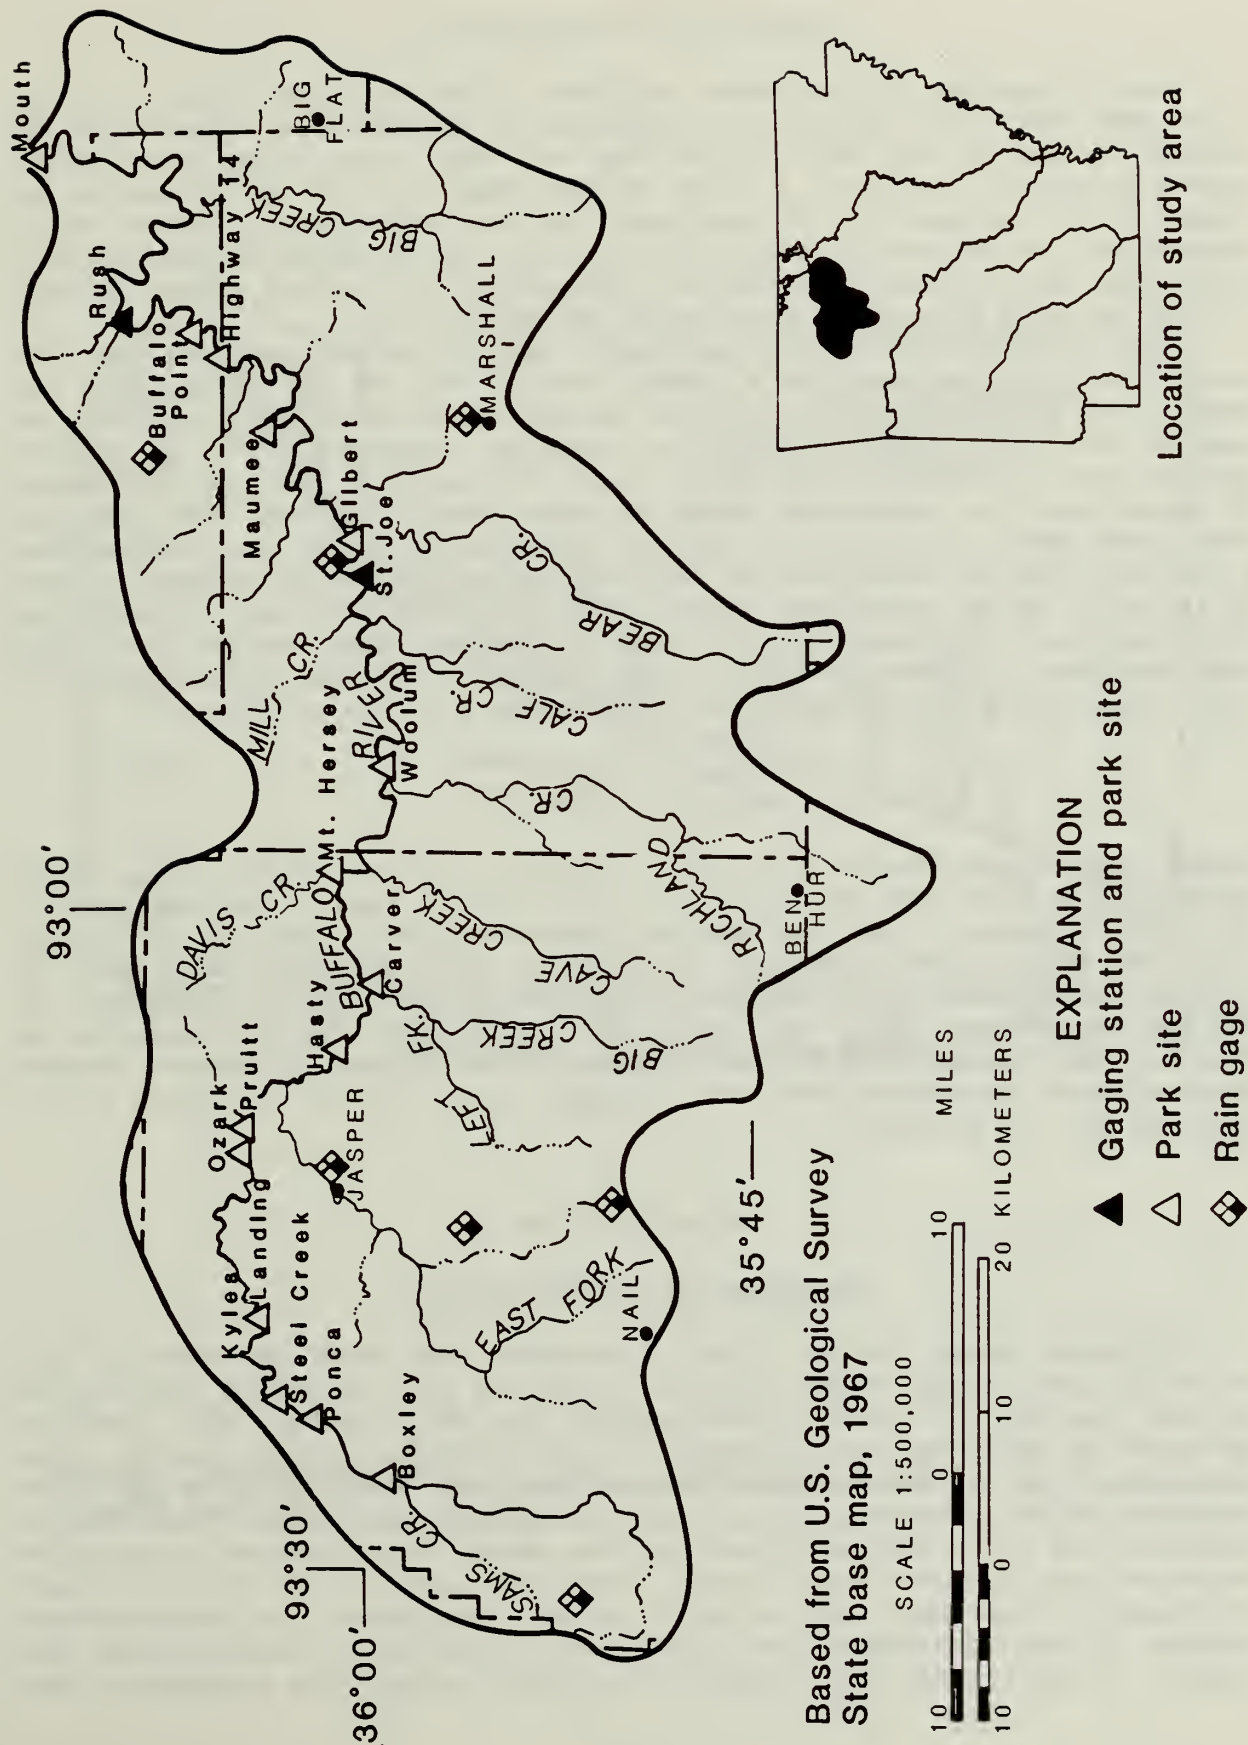 Mouth
Rush
Buffalo
Point
Highway 14
BIG
FLAT
BIG CREEK
Maumee
Gilbert
St.Joe
MARSHALL
BEAR CR.
MILL CR.
CALF CR.
BUFFALO RIVER
Mt. Hersey
Woolum
RICHLAND CR.
93°00′
DAVIS CR.
Carver
CAVE CREEK
BEN
HUR
Hasty
BIG CREEK
LEFT FK.
Pruitt
Ozark
JASPER
Kyles
Landing
Steel Creek
Ponca
Boxley
EAST FORK
NAIL
SAMS CR.
93°30′
36°00′
35°45′
Based from U.S. Geological Survey
State base map, 1967
SCALE 1:500,000
10 0 10 MILES
10 0 10 20 KILOMETERS
EXPLANATION
Gaging station and park site
Park site
Rain gage
Location of study area